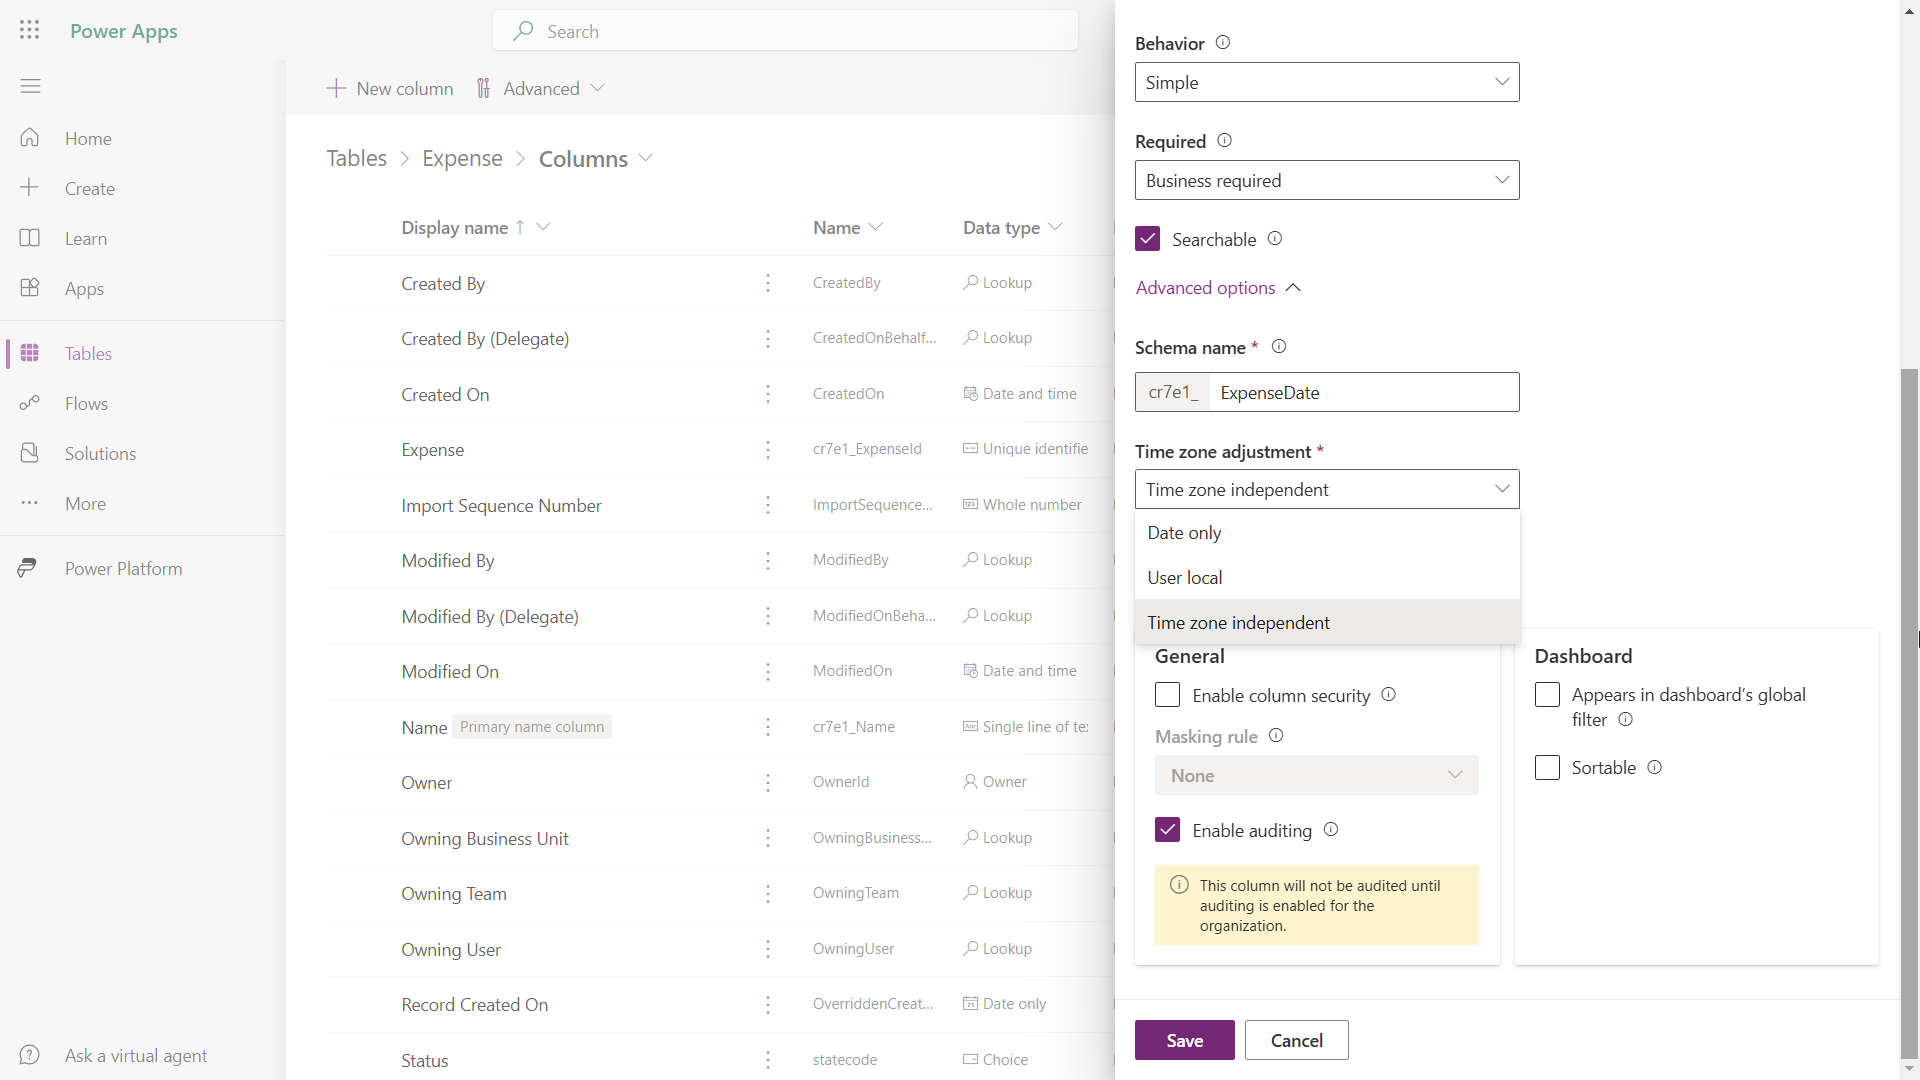 Power Apps
Search
New column
Advanced
Home
Create
Learn
Apps
Tables
Flows
Solutions
More
Power Platform
Ask a virtual agent
Tables > Expense > Columns
Display name ↑ Name Data type
Created By CreatedBy Lookup
Created By (Delegate) CreatedOnBehalf... Lookup
Created On CreatedOn Date and time
Expense cr7e1_ExpenseId Unique identifie
Import Sequence Number ImportSequence... Whole number
Modified By ModifiedBy Lookup
Modified By (Delegate) ModifiedOnBeha... Lookup
Modified On ModifiedOn Date and time
Name Primary name column cr7e1_Name Abc Single line of te
Owner OwnerId Owner
Owning Business Unit OwningBusiness... Lookup
Owning Team OwningTeam Lookup
Owning User OwningUser Lookup
Record Created On OverriddenCreat... Date only
Status statecode Choice
Behavior
Simple
Required
Business required
Searchable
Advanced options
Schema name *
cr7e1_ ExpenseDate
Time zone adjustment *
Time zone independent
Date only
User local
Time zone independent
General
Enable column security
Masking rule
None
Enable auditing
This column will not be audited until
auditing is enabled for the
organization.
Dashboard
Appears in dashboard's global
filter
Sortable
Save
Cancel